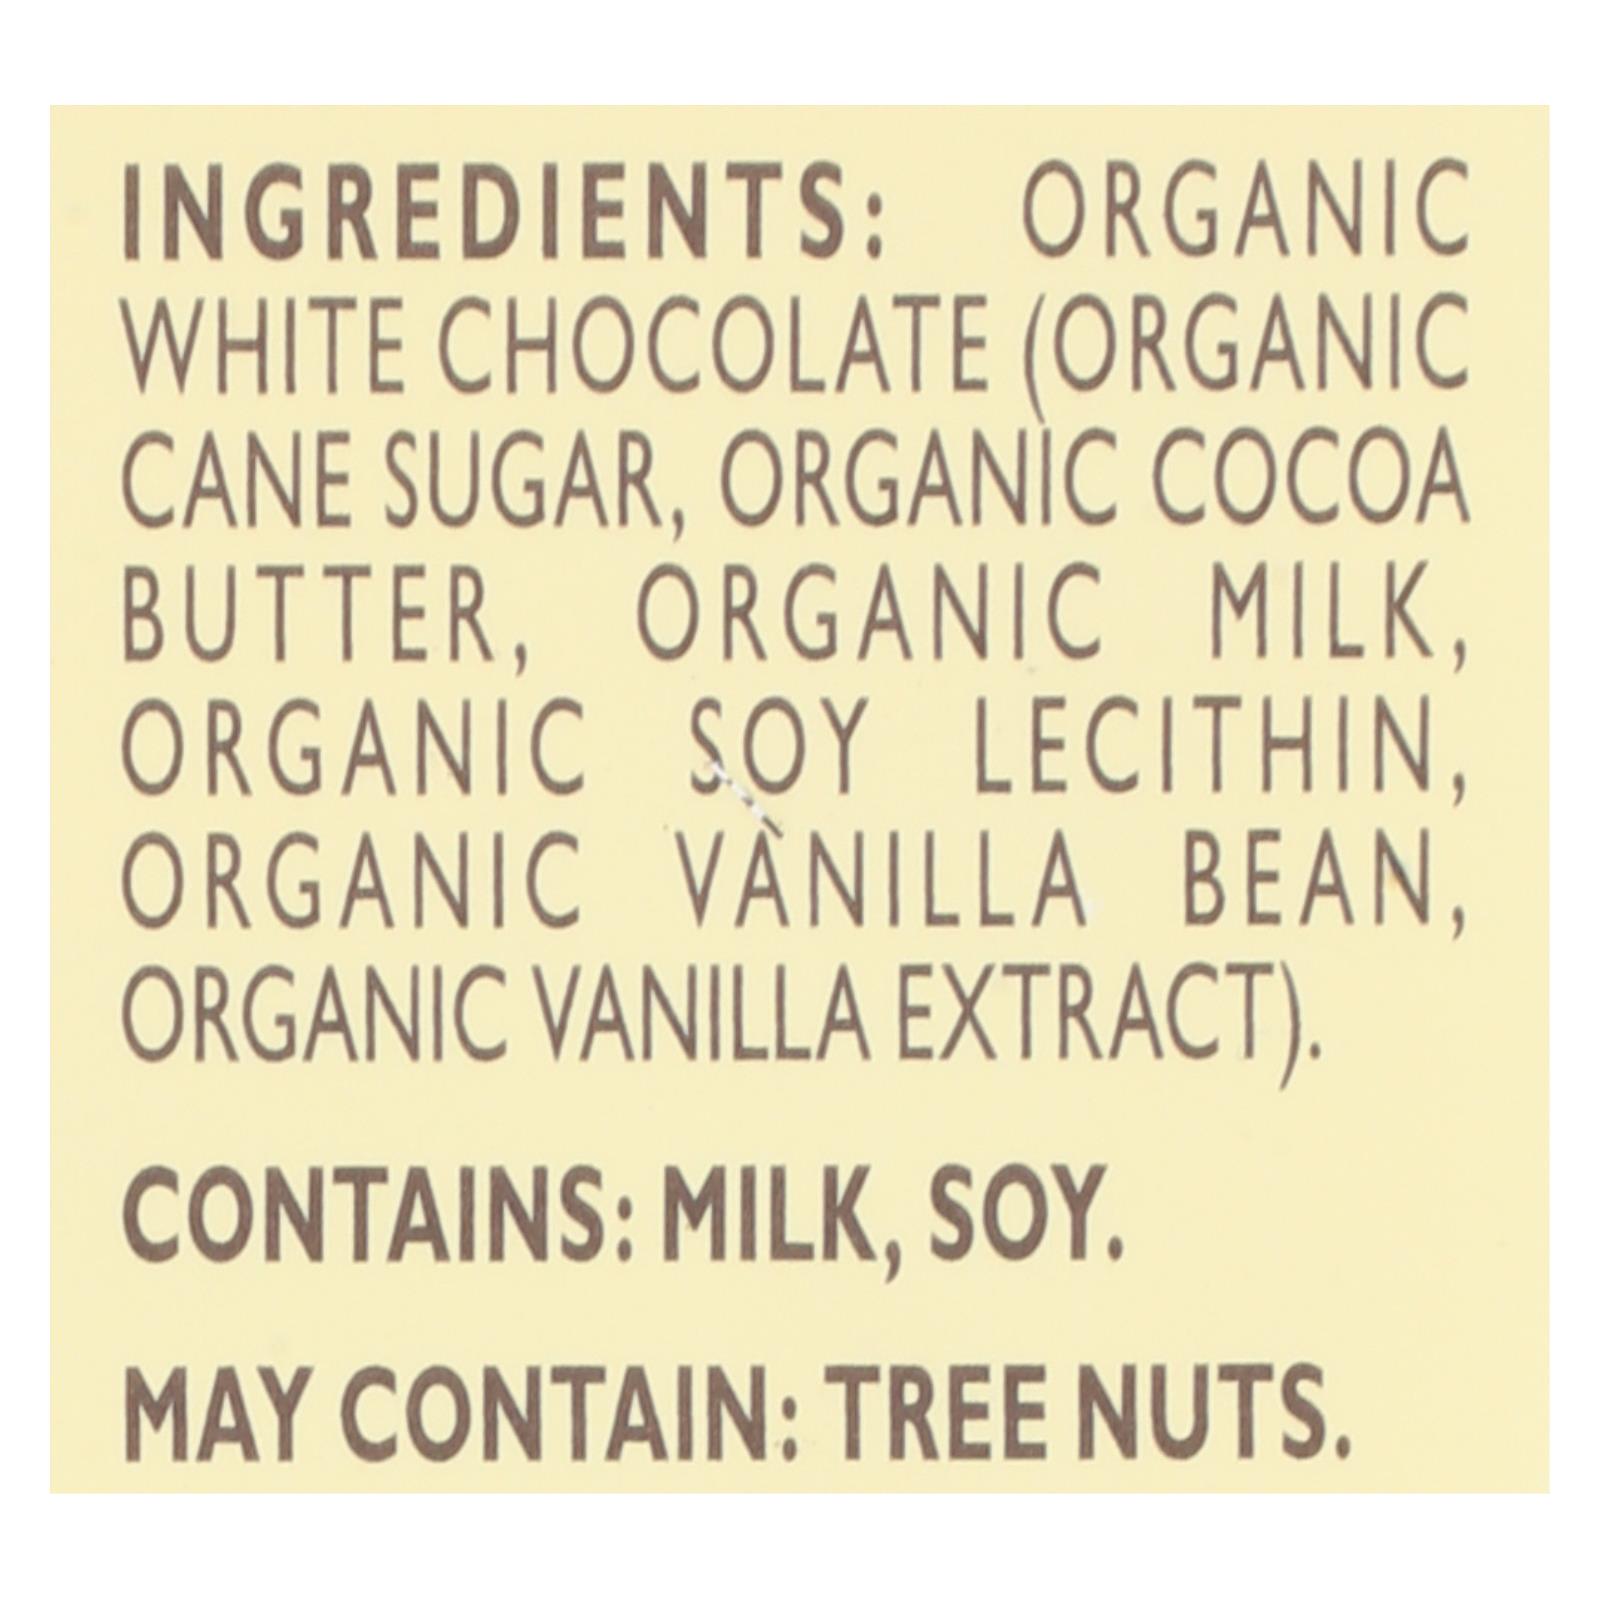 INGREDIENTS: ORGANIC
WHITE CHOCOLATE (ORGANIC
CANE SUGAR, ORGANIC COCOA
BUTTER, ORGANIC MILK,
ORGANIC SOY LECITHIN,
ORGANIC VANILLA BEAN,
ORGANIC VANILLA EXTRACT).
CONTAINS: MILK, SOY.
MAY CONTAIN: TREE NUTS.